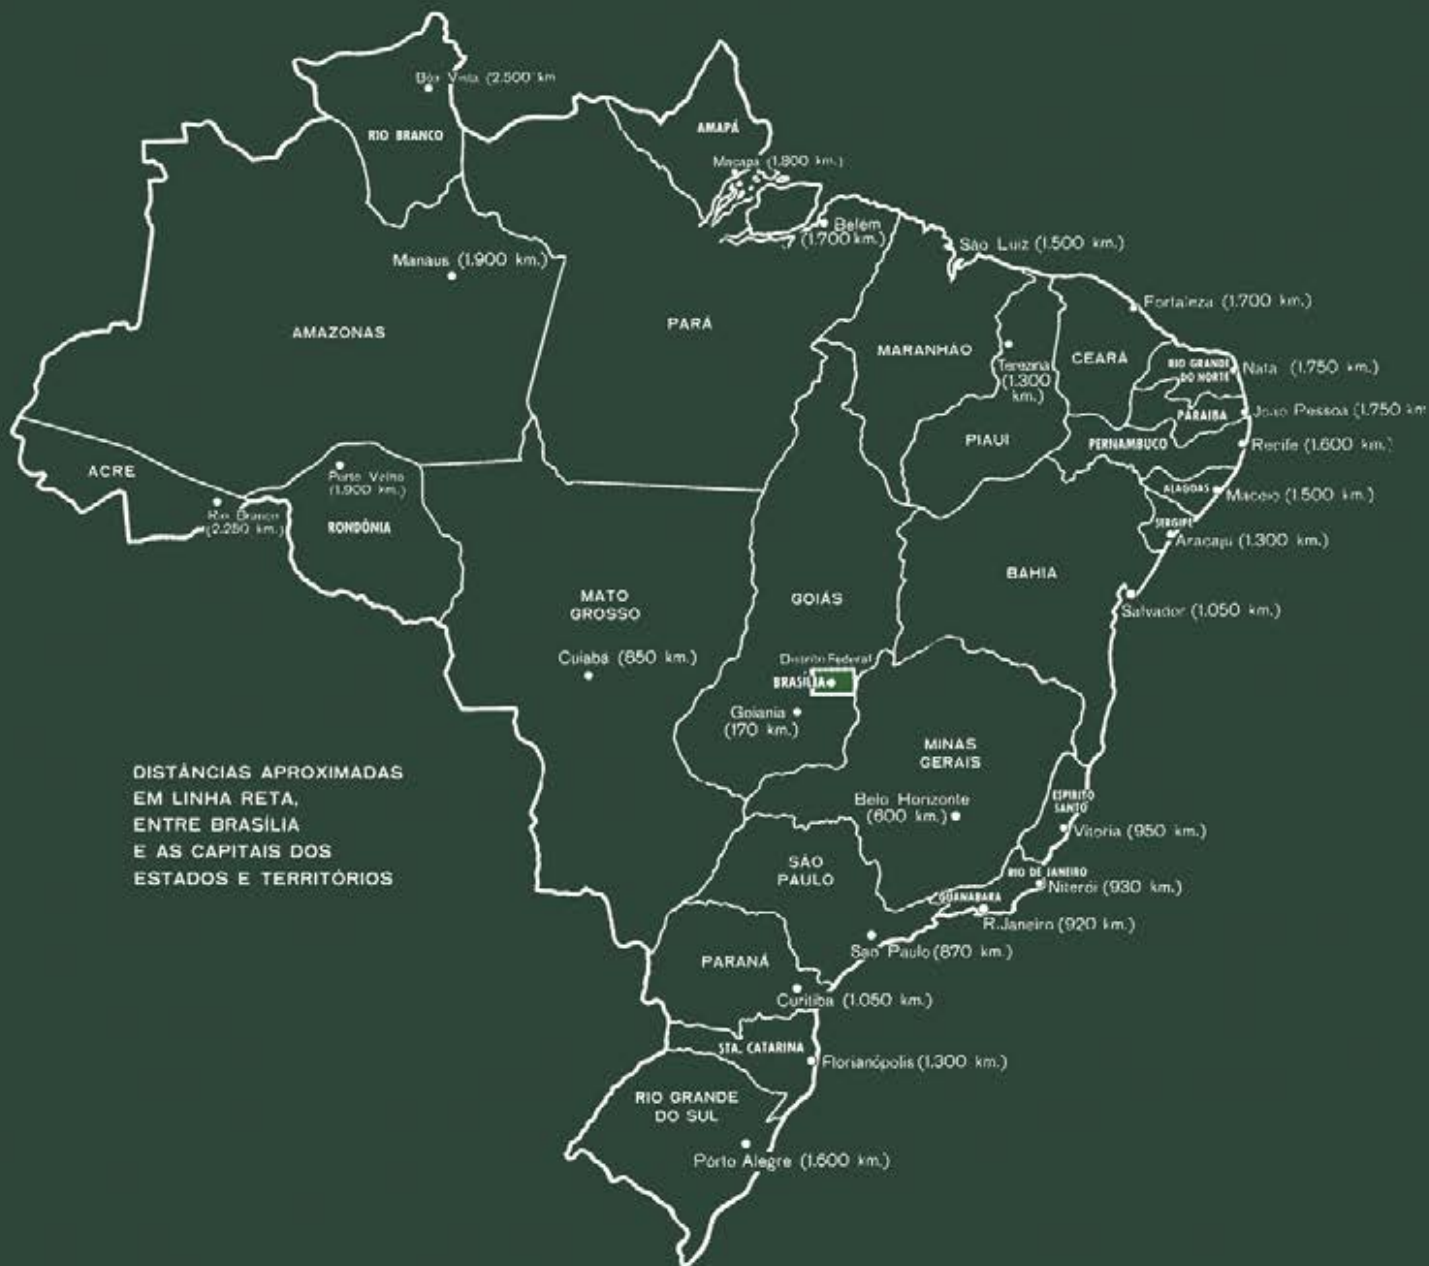 Bôa Vista (2.500 km
RIO BRANCO
AMAPÁ
Macapá (1.800 km.)
Belém
(1.700 km.)
São Luiz (1.500 km.)
Manaus (1.900 km.)
Fortaleza (1.700 km.)
AMAZONAS
PARÁ
MARANHÃO
CEARÁ
Terezina
(1.300
km.)
RIO GRANDE
DO NORTE
Natal (1.750 km.)
PARAIBA
João Pessoa (1.750 km
PIAUI
PERNAMBUCO
Recife (1.600 km.)
ACRE
Porto Velho
(1.900 km.)
ALAGOAS
Maceio (1.500 km.)
Rio Branco
(2.250 km.)
RONDÔNIA
SERGIPE
Aracaju (1.300 km.)
BAHIA
MATO
GROSSO
GOIÁS
Salvador (1.050 km.)
Cuiabá (850 km.)
Distrito Federal
BRASÍLIA
Goiania
(170 km.)
MINAS
GERAIS
DISTÂNCIAS APROXIMADAS
EM LINHA RETA,
ENTRE BRASÍLIA
E AS CAPITAIS DOS
ESTADOS E TERRITÓRIOS
Belo Horizonte
(600 km.)
ESPIRITO
SANTO
Vitoria (950 km.)
SÃO
PAULO
RIO DE JANEIRO
Niterói (930 km.)
GUANABARA
R.Janeiro (920 km.)
Sao Paulo (870 km.)
PARANÁ
Curitiba (1.050 km.)
STA. CATARINA
Florianópolis (1.300 km.)
RIO GRANDE
DO SUL
Pôrto Alegre (1.600 km.)